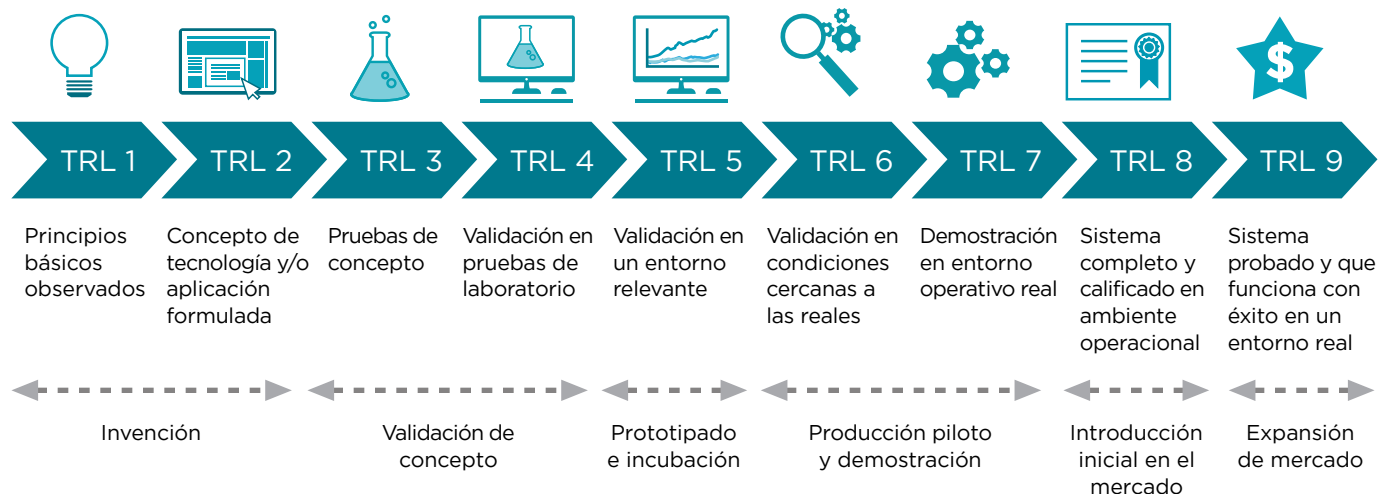 $
TRL 1
TRL 2
TRL 3
TRL 4
TRL 5
TRL 6
TRL 7
TRL 8
TRL 9
Principios
básicos
observados
Concepto de
tecnología y/o
aplicación
formulada
Pruebas de
concepto
Validación en
pruebas de
laboratorio
Validación en
un entorno
relevante
Validación en
condiciones
cercanas a
las reales
Demostración
en entorno
operativo real
Sistema
completo y
calificado en
ambiente
operacional
Sistema
probado y que
funciona con
éxito en un
entorno real
Invención
Validación de
concepto
Prototipado
e incubación
Producción piloto
y demostración
Introducción
inicial en el
mercado
Expansión
de mercado